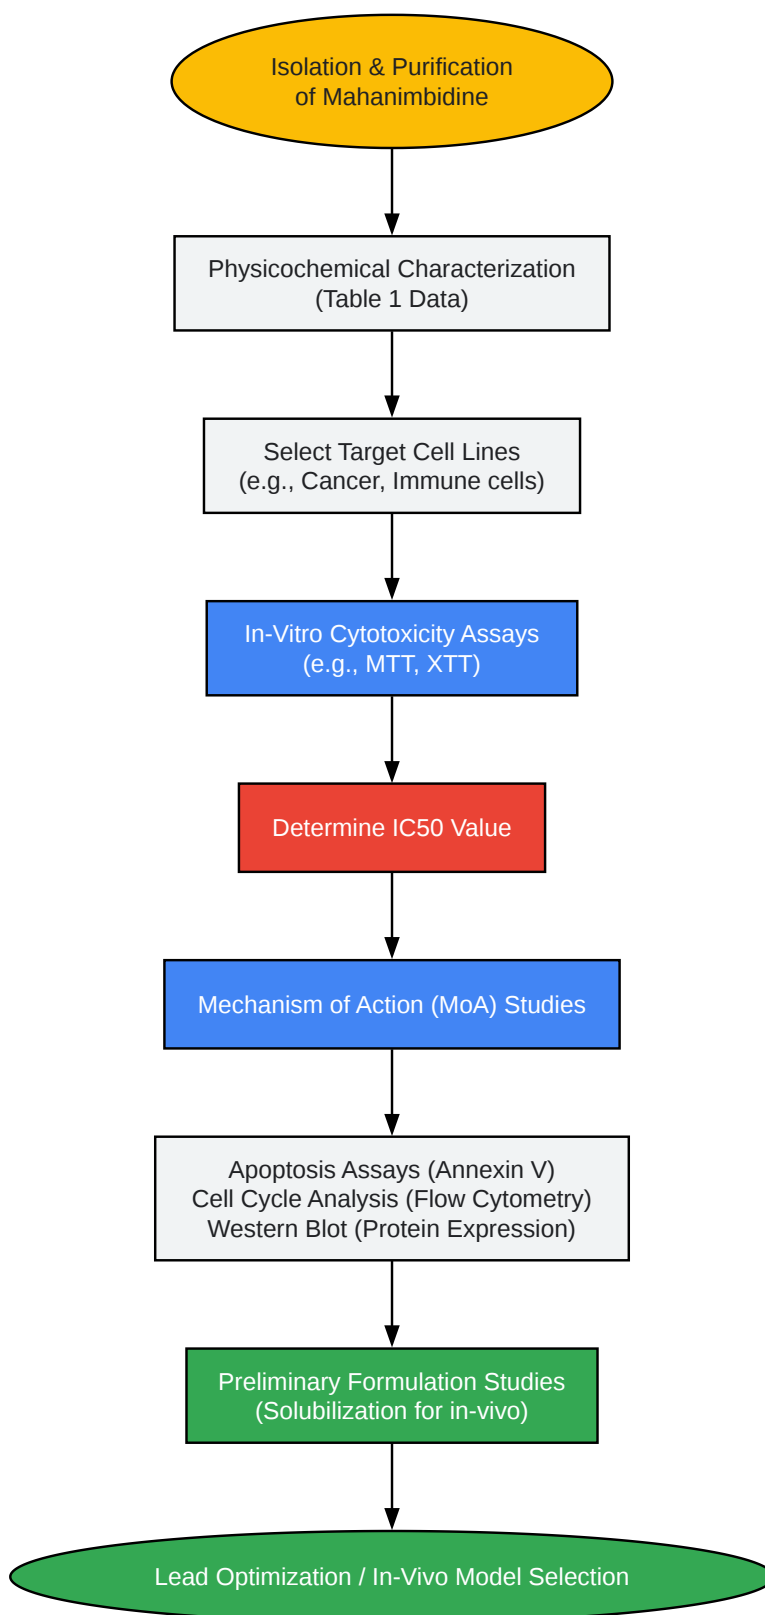 Isolation & Purification
of Mahanimbidine
Physicochemical Characterization
(Table 1 Data)
Select Target Cell Lines
(e.g., Cancer, Immune cells)
In-Vitro Cytotoxicity Assays
(e.g., MTT, XTT)
Determine IC50 Value
Mechanism of Action (MoA) Studies
Apoptosis Assays (Annexin V)
Cell Cycle Analysis (Flow Cytometry)
Western Blot (Protein Expression)
Preliminary Formulation Studies
(Solubilization for in-vivo)
Lead Optimization / In-Vivo Model Selection